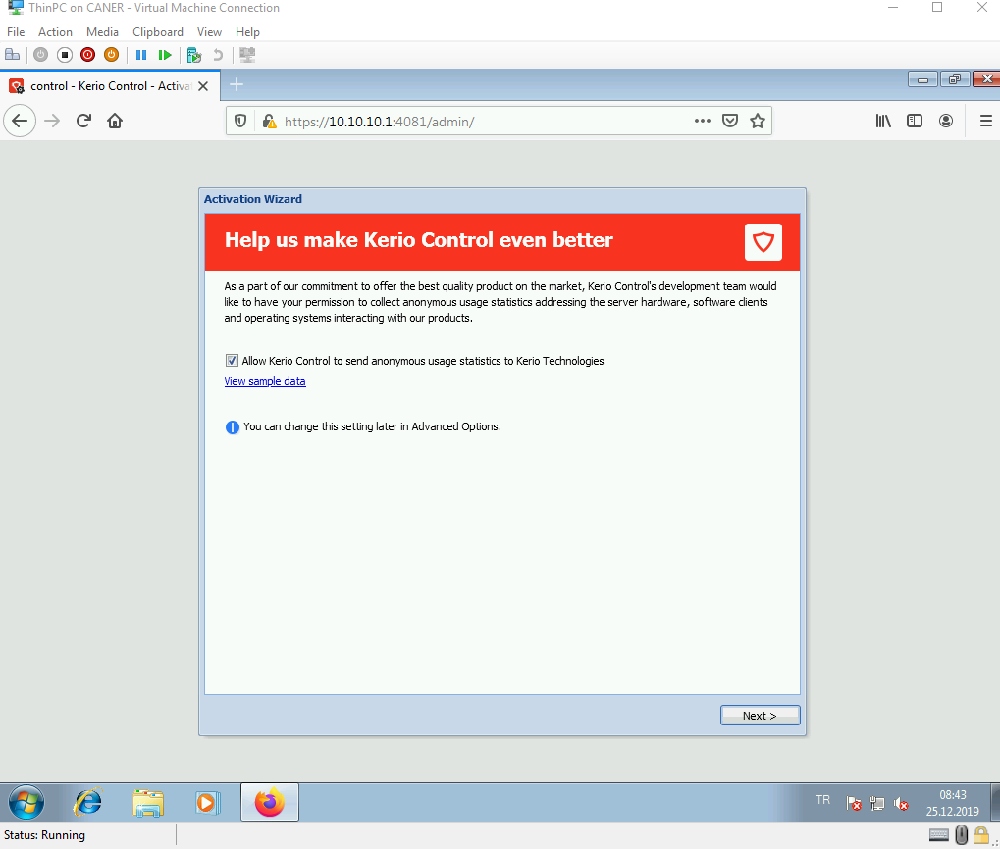 ThinPC on CANER - Virtual Machine Connection
File Action Media Clipboard View Help
control - Kerio Control - Activa
https://10.10.10.1:4081/admin/
Activation Wizard
Help us make Kerio Control even better
As a part of our commitment to offer the best quality product on the market, Kerio Control's development team would
like to have your permission to collect anonymous usage statistics addressing the server hardware, software clients
and operating systems interacting with our products.
Allow Kerio Control to send anonymous usage statistics to Kerio Technologies
View sample data
You can change this setting later in Advanced Options.
Next >
TR
08:43
25.12.2019
Status: Running